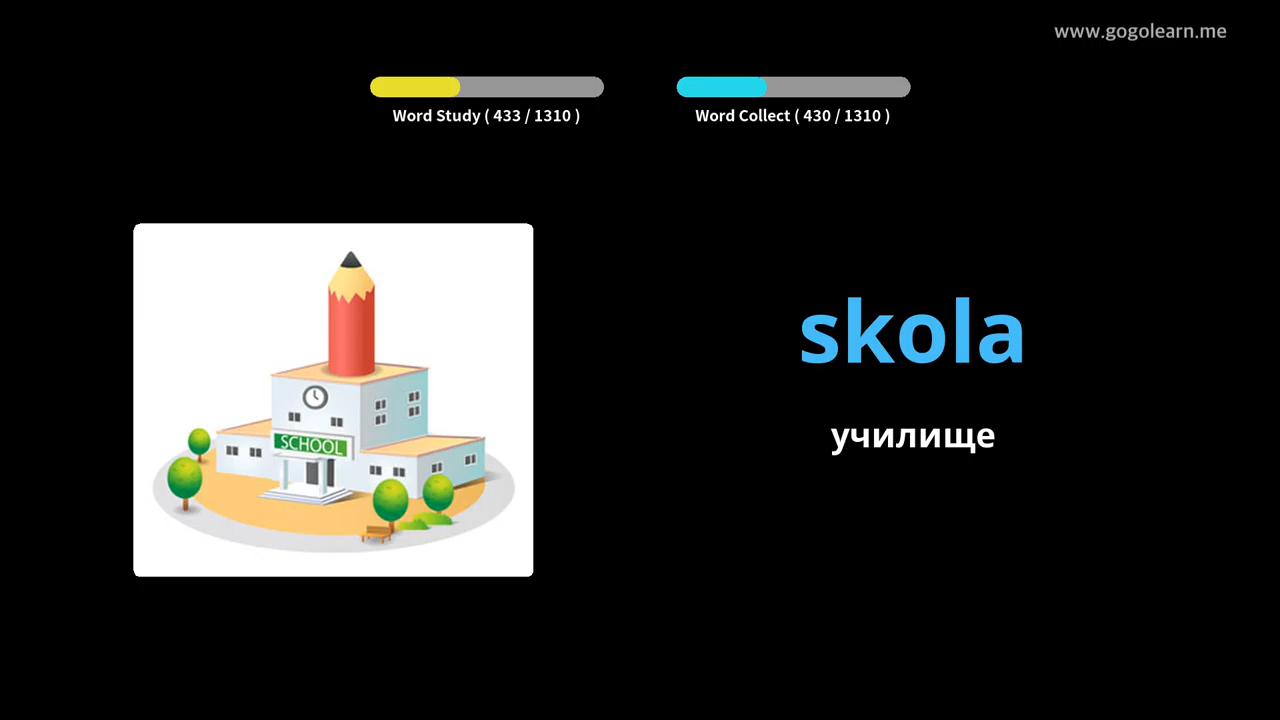 www.gogolearn.me
Word Study ( 433 / 1310 )
Word Collect ( 430 / 1310 )
SCHOOL
skola
училище